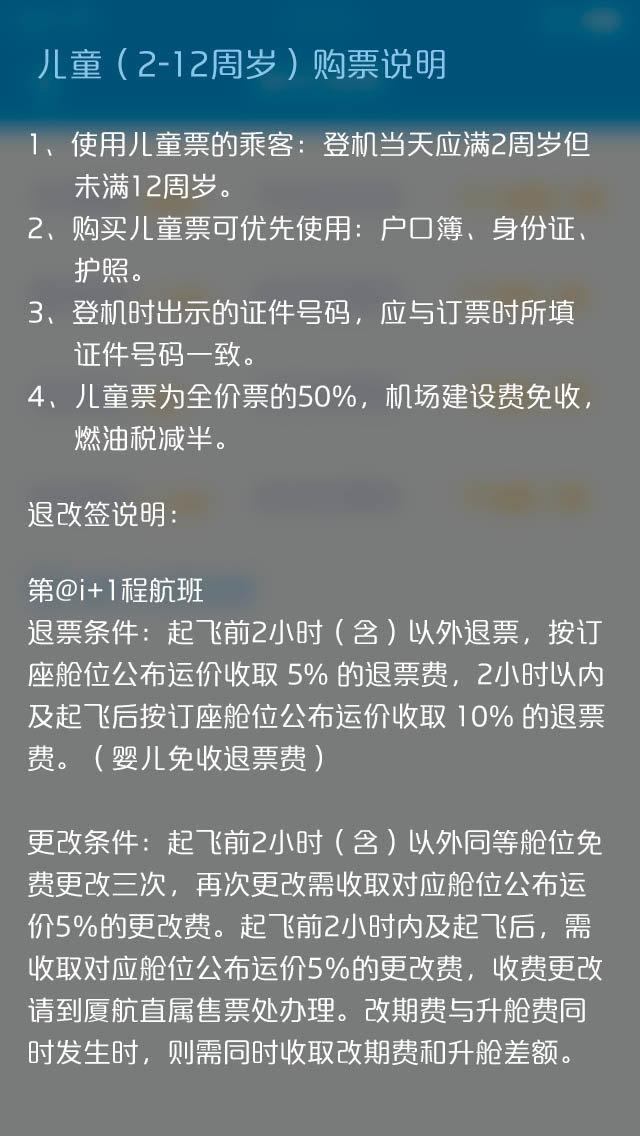 儿童（2-12周岁）购票说明
1、使用儿童票的乘客：登机当天应满2周岁但
未满12周岁。
2、购买儿童票可优先使用：户口簿、身份证、
护照。
3、登机时出示的证件号码，应与订票时所填
证件号码一致。
4、儿童票为全价票的50%，机场建设费免收，
燃油税减半。
退改签说明：
第@i+1程航班
退票条件：起飞前2小时（含）以外退票，按订
座舱位公布运价收取 5% 的退票费，2小时以内
及起飞后按订座舱位公布运价收取 10% 的退票
费。（婴儿免收退票费）
更改条件：起飞前2小时（含）以外同等舱位免
费更改三次，再次更改需收取对应舱位公布运
价5%的更改费。起飞前2小时内及起飞后，需
收取对应舱位公布运价5%的更改费，收费更改
请到厦航直属售票处办理。改期费与升舱费同
时发生时，则需同时收取改期费和升舱差额。